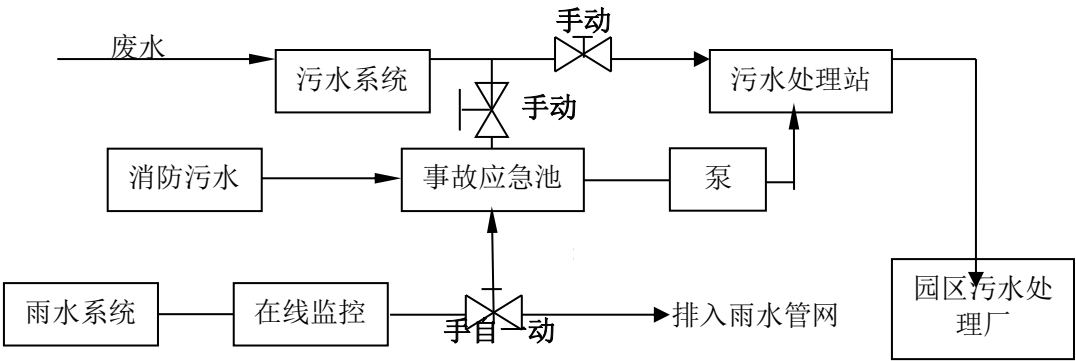 手动
废水
污水系统
污水处理站
手动
消防污水
事故应急池
泵
雨水系统
在线监控
手自一动
排入雨水管网
园区污水处
理厂